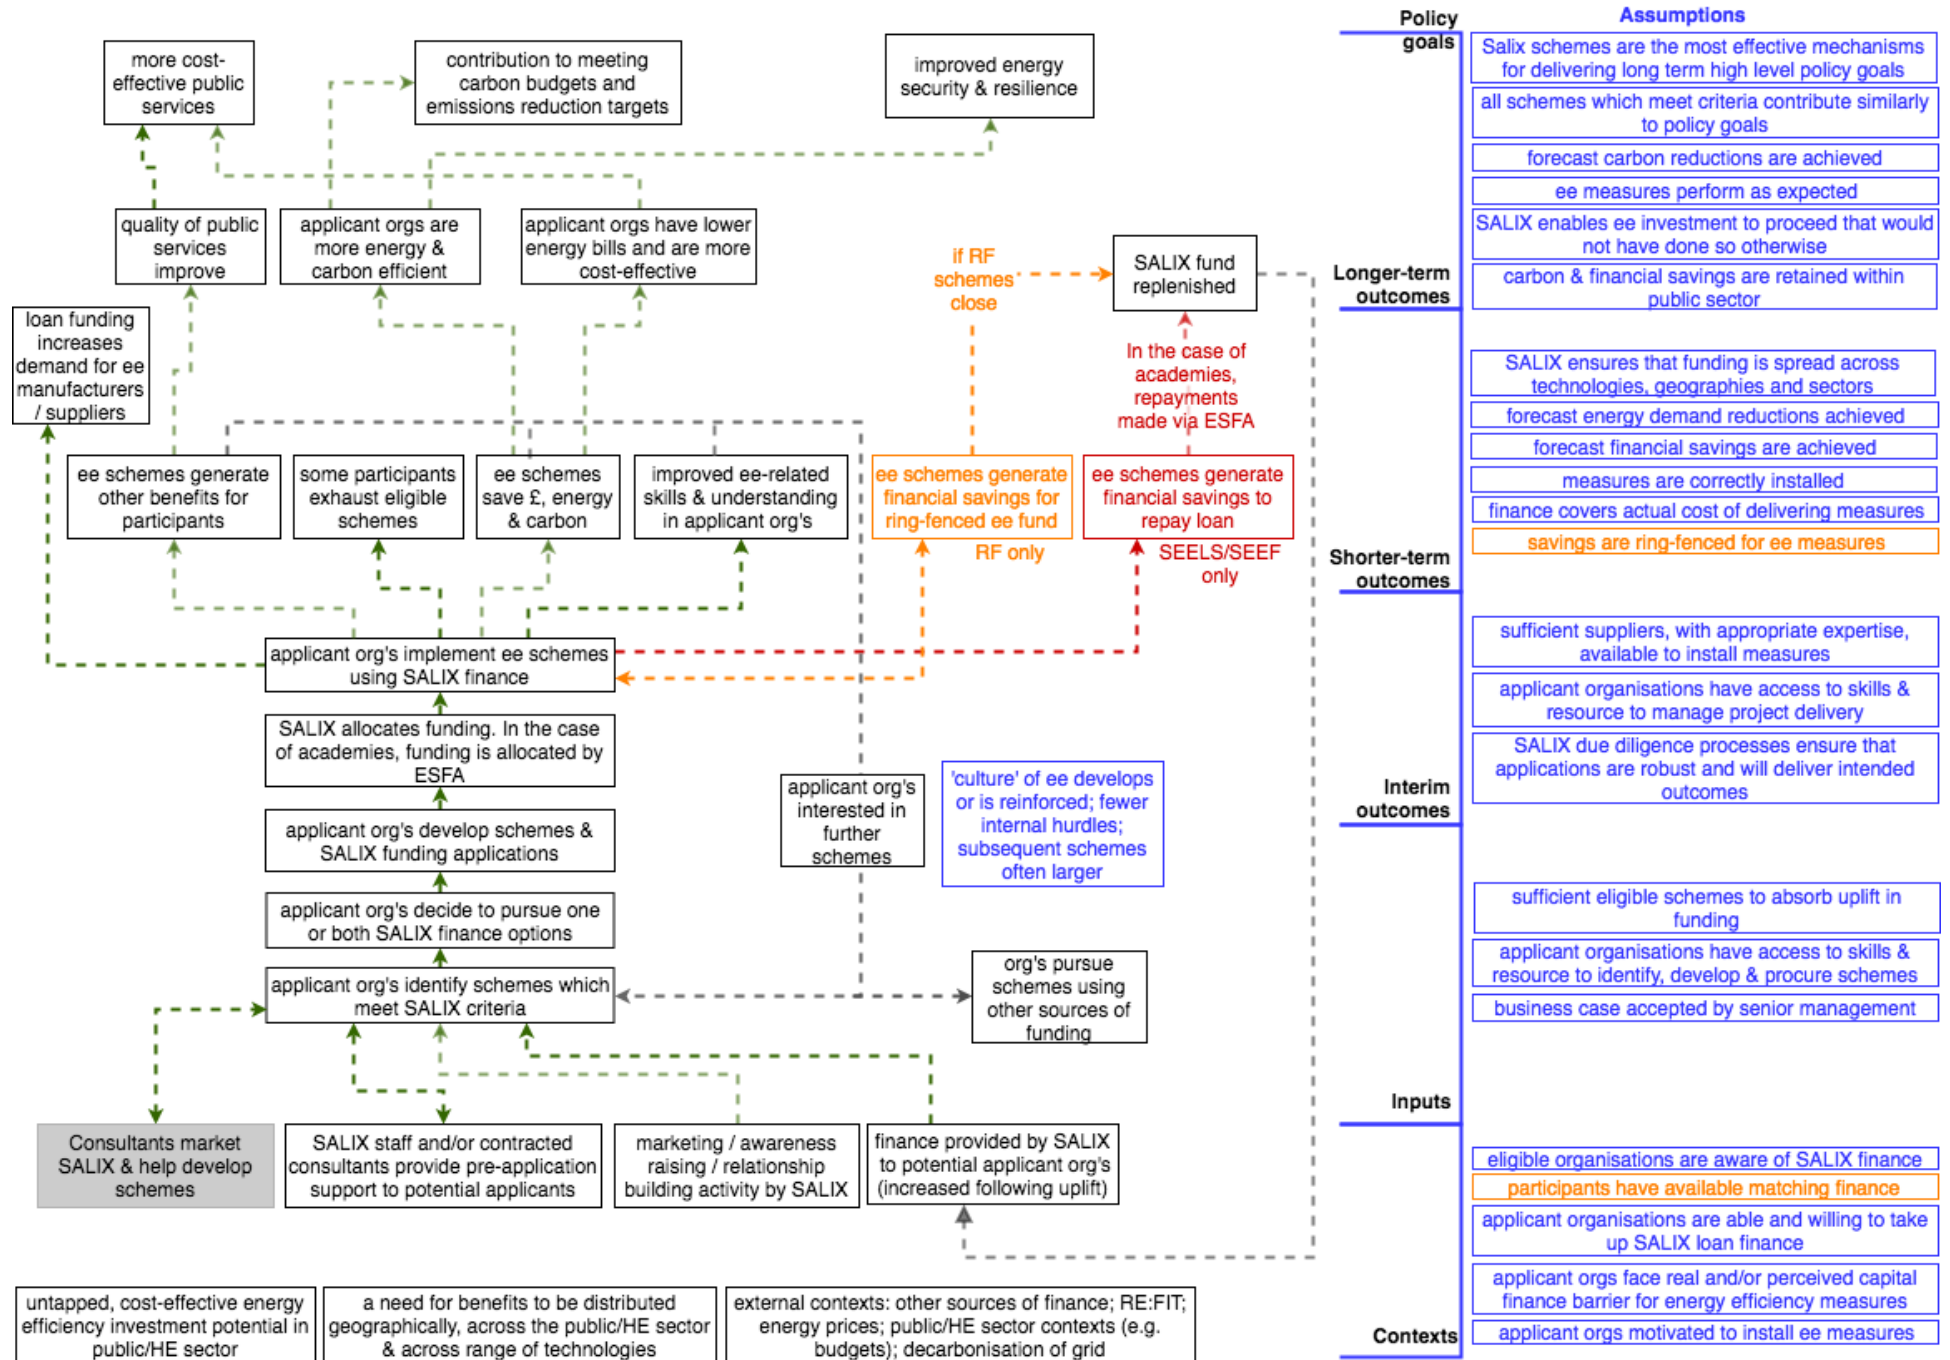 more cost-
effective public
services
contribution to meeting
carbon budgets and
emissions reduction targets
improved energy
security & resilience
quality of public
services
improve
applicant orgs are
more energy &
carbon efficient
applicant orgs have lower
energy bills and are more
cost-effective
if RF
schemes
close
SALIX fund
replenished
loan funding
increases
demand for ee
manufacturers
/ suppliers
In the case of
academies,
repayments
made via ESFA
ee schemes generate
other benefits for
participants
some participants
exhaust eligible
schemes
ee schemes
save £, energy
& carbon
improved ee-related
skills & understanding
in applicant org's
ee schemes generate
financial savings for
ring-fenced ee fund
RF only
ee schemes generate
financial savings to
repay loan
SEELS/SEEF
only
applicant org's implement ee schemes
using SALIX finance
SALIX allocates funding. In the case
of academies, funding is allocated by
ESFA
applicant org's
interested in
further
schemes
'culture' of ee develops
or is reinforced; fewer
internal hurdles;
subsequent schemes
often larger
applicant org's develop schemes &
SALIX funding applications
applicant org's decide to pursue one
or both SALIX finance options
applicant org's identify schemes which
meet SALIX criteria
org's pursue
schemes using
other sources of
funding
Consultants market
SALIX & help develop
schemes
SALIX staff and/or contracted
consultants provide pre-application
support to potential applicants
marketing / awareness
raising / relationship
building activity by SALIX
finance provided by SALIX
to potential applicant org's
(increased following uplift)
untapped, cost-effective energy
efficiency investment potential in
public/HE sector
a need for benefits to be distributed
geographically, across the public/HE sector
& across range of technologies
external contexts: other sources of finance; RE:FIT;
energy prices; public/HE sector contexts (e.g.
budgets); decarbonisation of grid
Policy
goals
Longer-term
outcomes
Shorter-term
outcomes
Interim
outcomes
Inputs
Contexts
Assumptions
Salix schemes are the most effective mechanisms
for delivering long term high level policy goals
all schemes which meet criteria contribute similarly
to policy goals
forecast carbon reductions are achieved
ee measures perform as expected
SALIX enables ee investment to proceed that would
not have done so otherwise
carbon & financial savings are retained within
public sector
SALIX ensures that funding is spread across
technologies, geographies and sectors
forecast energy demand reductions achieved
forecast financial savings are achieved
measures are correctly installed
finance covers actual cost of delivering measures
savings are ring-fenced for ee measures
sufficient suppliers, with appropriate expertise,
available to install measures
applicant organisations have access to skills &
resource to manage project delivery
SALIX due diligence processes ensure that
applications are robust and will deliver intended
outcomes
sufficient eligible schemes to absorb uplift in
funding
applicant organisations have access to skills &
resource to identify, develop & procure schemes
business case accepted by senior management
eligible organisations are aware of SALIX finance
participants have available matching finance
applicant organisations are able and willing to take
up SALIX loan finance
applicant orgs face real and/or perceived capital
finance barrier for energy efficiency measures
applicant orgs motivated to install ee measures